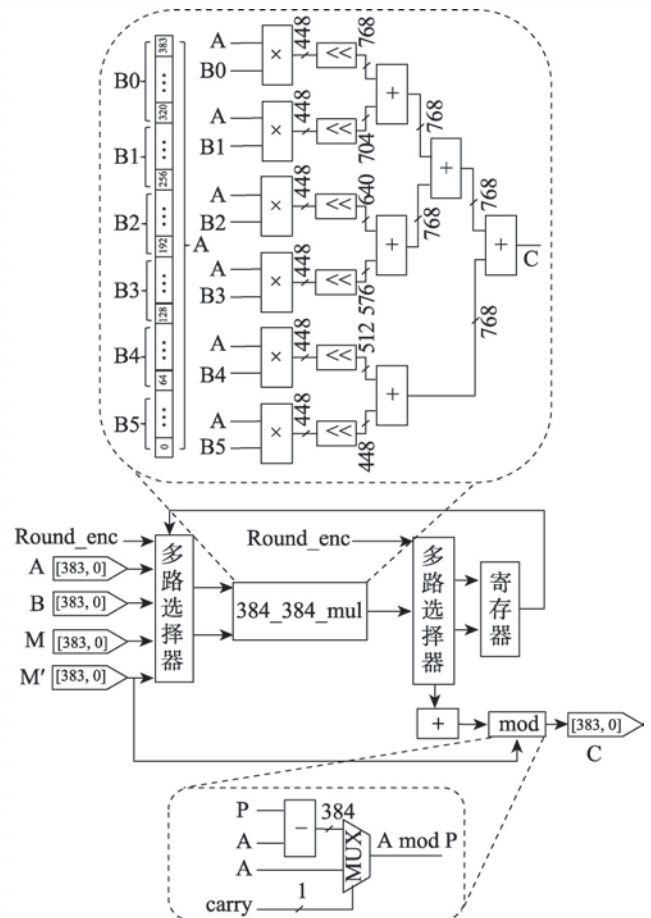 383
B0
⋮
320
B1
⋮
256
B2
⋮
192
B3
⋮
128
B4
⋮
64
B5
⋮
0
A
A
B0
×
448
<<
768
A
B1
×
448
<<
704
+
768
A
B2
×
448
<<
640
A
B3
×
448
<<
576
+
768
+
768
A
B4
×
448
<<
512
A
B5
×
448
<<
448
+
768
+
C
Round_enc
A [383, 0]
B [383, 0]
M [383, 0]
M′ [383, 0]
多路选择器
384_384_mul
Round_enc
多路选择器
寄存器
+
mod
[383, 0]
C
P
A
−
384
A
MUX
A mod P
carry
1